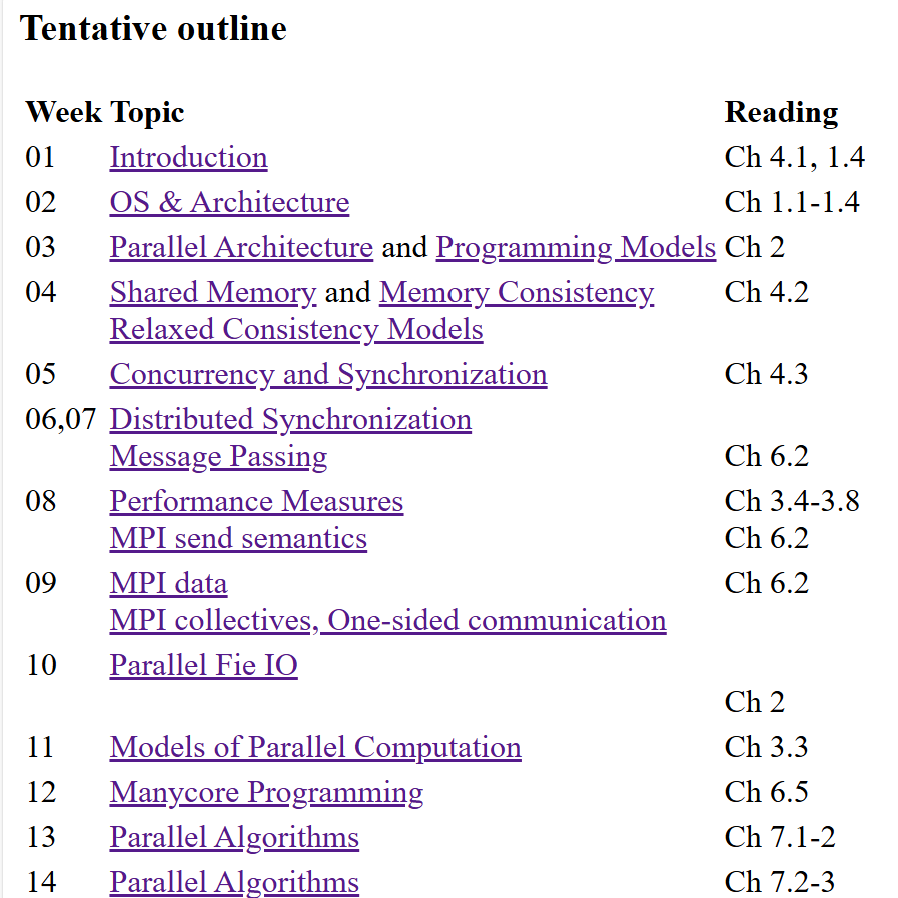 Tentative outline
Week Topic Reading
01 Introduction Ch 4.1, 1.4
02 OS & Architecture Ch 1.1-1.4
03 Parallel Architecture and Programming Models Ch 2
04 Shared Memory and Memory Consistency Ch 4.2
Relaxed Consistency Models
05 Concurrency and Synchronization Ch 4.3
06,07 Distributed Synchronization
Message Passing Ch 6.2
08 Performance Measures Ch 3.4-3.8
MPI send semantics Ch 6.2
09 MPI data Ch 6.2
MPI collectives, One-sided communication
10 Parallel Fie IO
Ch 2
11 Models of Parallel Computation Ch 3.3
12 Manycore Programming Ch 6.5
13 Parallel Algorithms Ch 7.1-2
14 Parallel Algorithms Ch 7.2-3